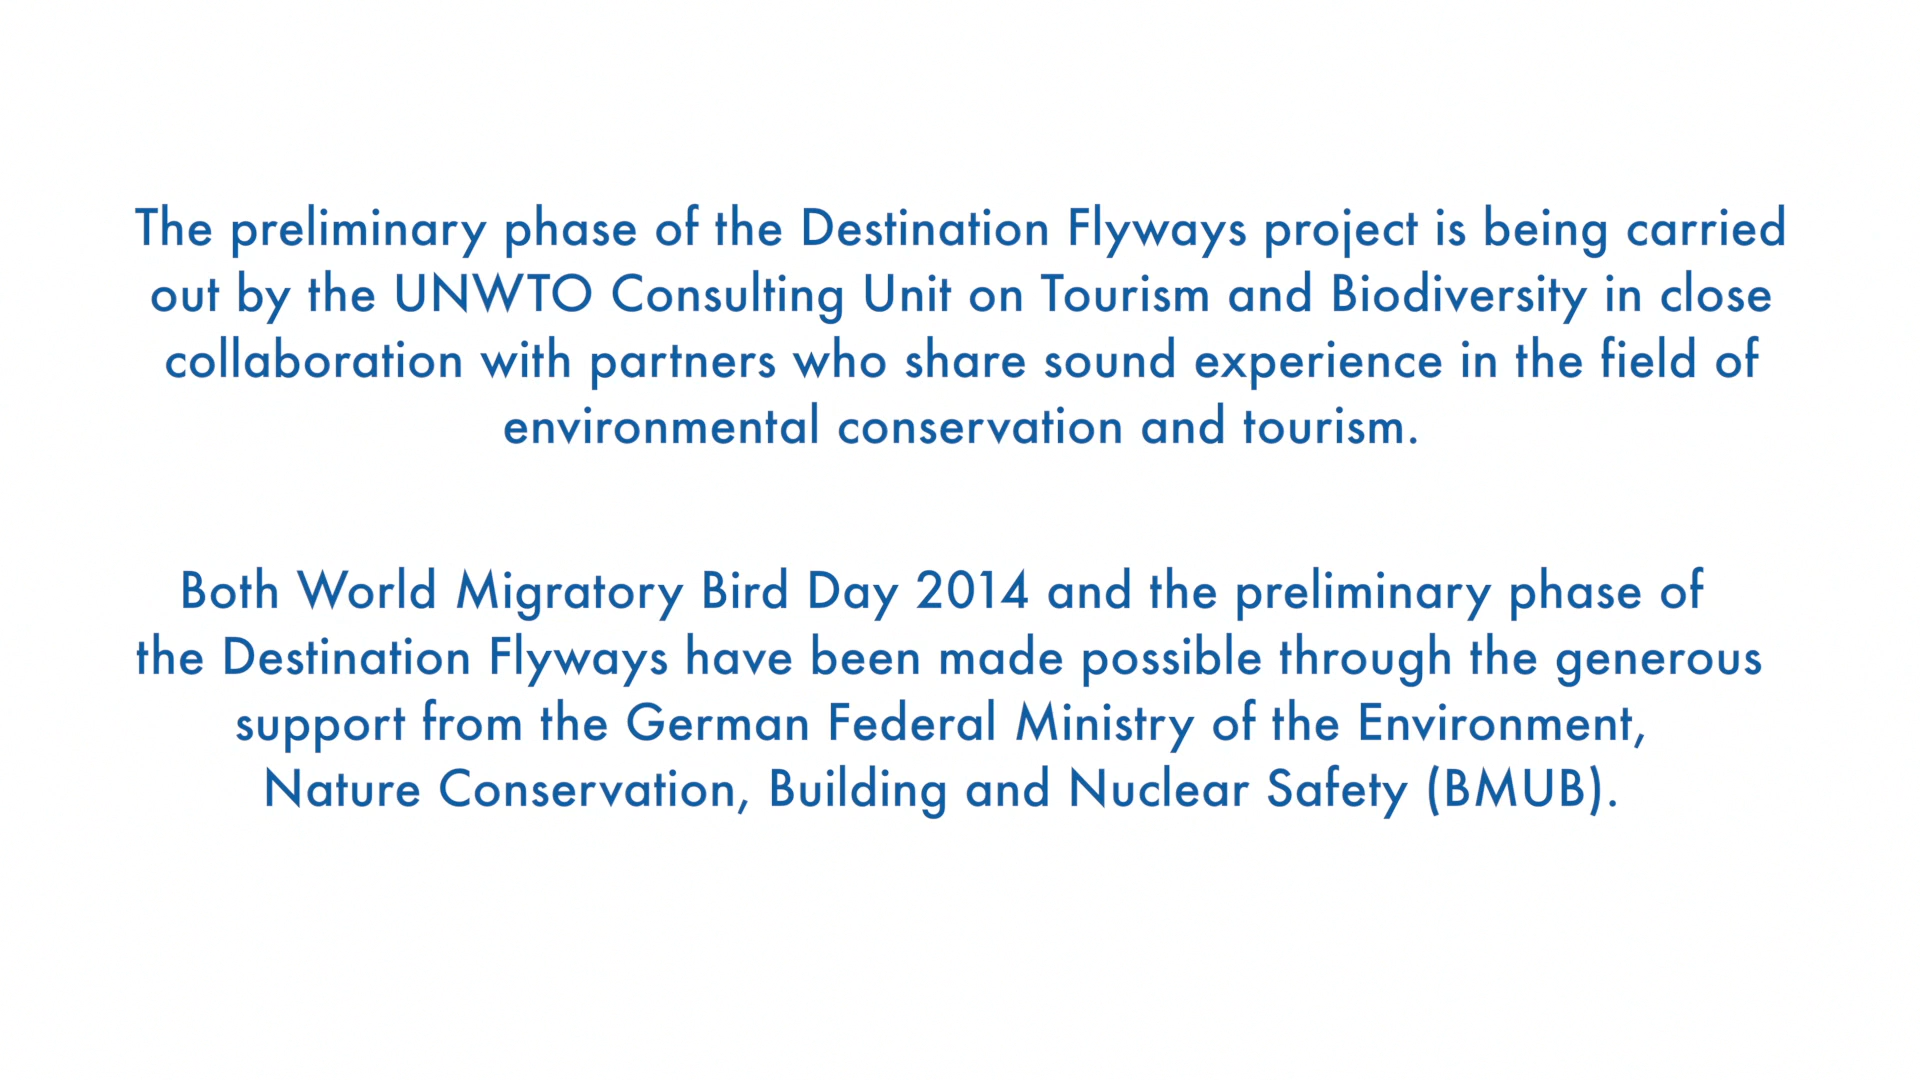 The preliminary phase of the Destination Flyways project is being carried
out by the UNWTO Consulting Unit on Tourism and Biodiversity in close
collaboration with partners who share sound experience in the field of
environmental conservation and tourism.
Both World Migratory Bird Day 2014 and the preliminary phase of
the Destination Flyways have been made possible through the generous
support from the German Federal Ministry of the Environment,
Nature Conservation, Building and Nuclear Safety (BMUB).